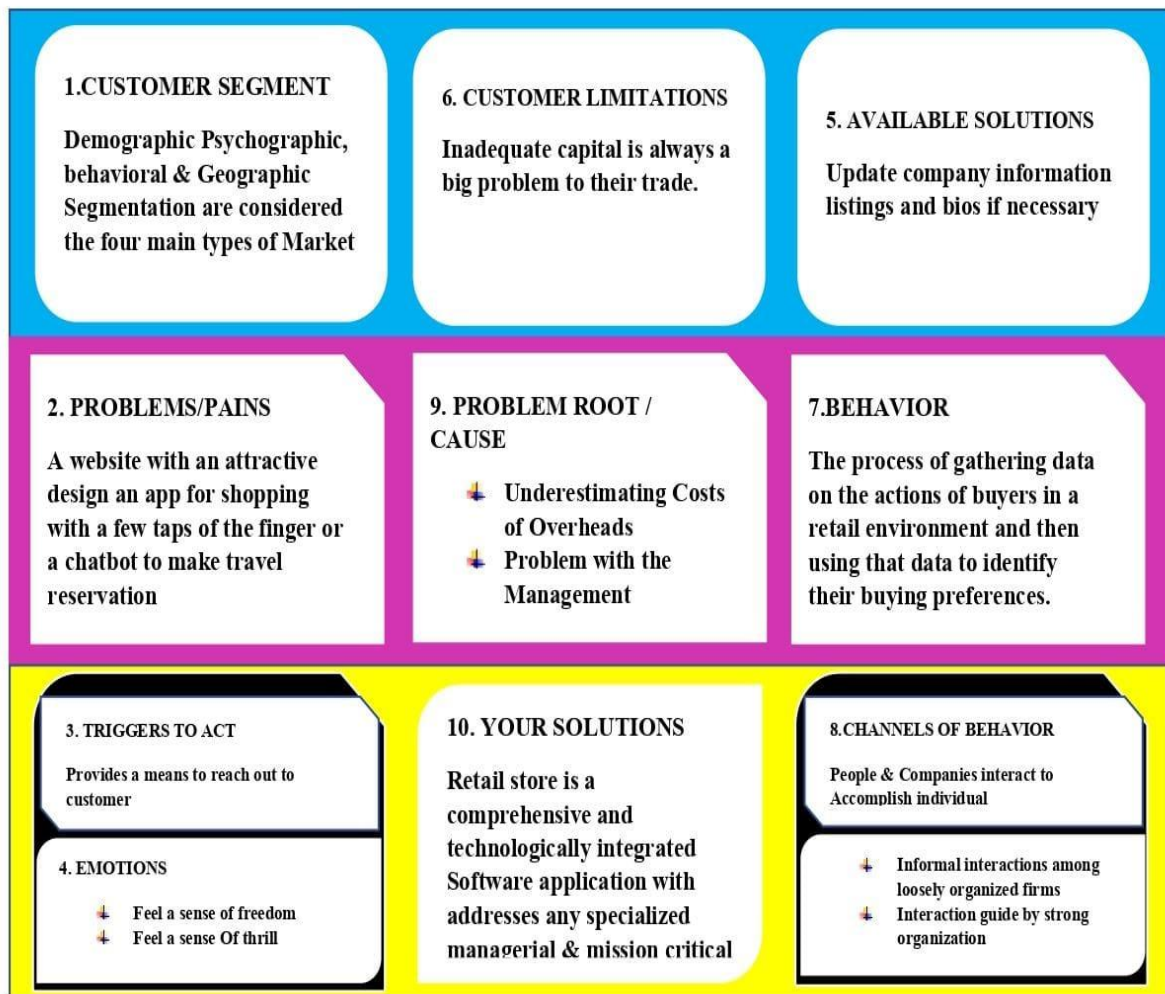 1.CUSTOMER SEGMENT
Demographic Psychographic,
behavioral & Geographic
Segmentation are considered
the four main types of Market
6. CUSTOMER LIMITATIONS
Inadequate capital is always a
big problem to their trade.
5. AVAILABLE SOLUTIONS
Update company information
listings and bios if necessary
2. PROBLEMS/PAINS
A website with an attractive
design an app for shopping
with a few taps of the finger or
a chatbot to make travel
reservation
9. PROBLEM ROOT /
CAUSE
Underestimating Costs
of Overheads
Problem with the
Management
7.BEHAVIOR
The process of gathering data
on the actions of buyers in a
retail environment and then
using that data to identify
their buying preferences.
3. TRIGGERS TO ACT
Provides a means to reach out to
customer
4. EMOTIONS
Feel a sense of freedom
Feel a sense Of thrill
10. YOUR SOLUTIONS
Retail store is a
comprehensive and
technologically integrated
Software application with
addresses any specialized
managerial & mission critical
8.CHANNELS OF BEHAVIOR
People & Companies interact to
Accomplish individual
Informal interactions among
loosely organized firms
Interaction guide by strong
organization